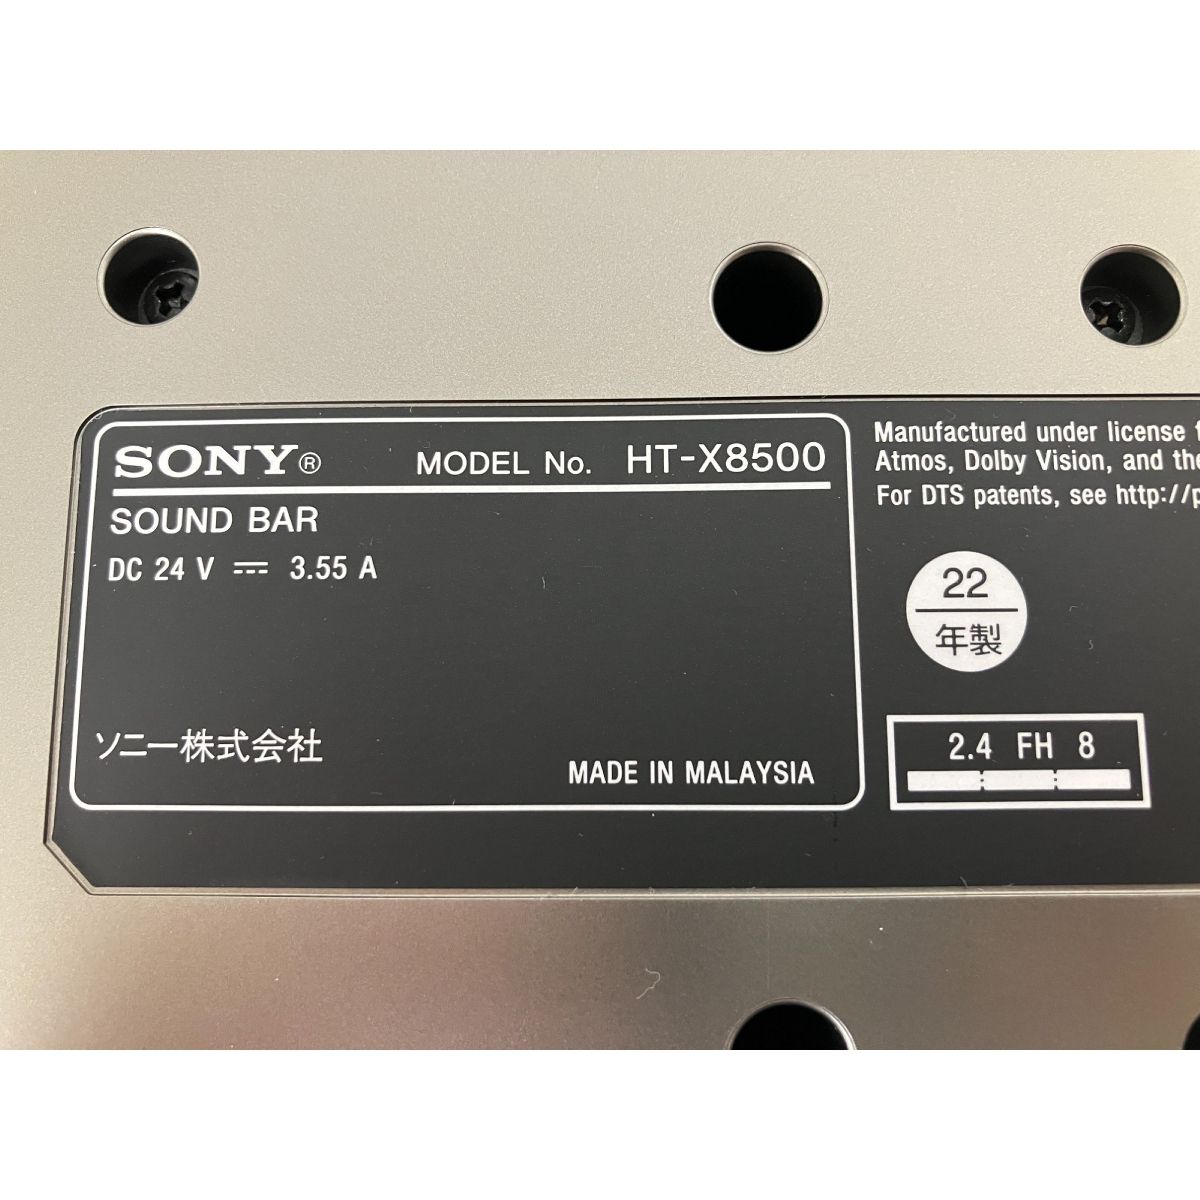 SONY® MODEL No. HT-X8500
SOUND BAR
DC 24 V ⎓ 3.55 A
ソニー株式会社
MADE IN MALAYSIA
Manufactured under license
Atmos, Dolby Vision, and the
For DTS patents, see http://p
22
年製
2.4 FH 8